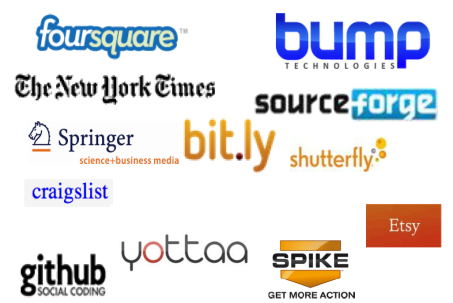 foursquare™
bump
TECHNOLOGIES
The New York Times
sourceforge
Springer
science+business media
bit.ly
shutterfly
craigslist
Etsy
yottaa
github
SOCIAL CODING
SPIKE
GET MORE ACTION